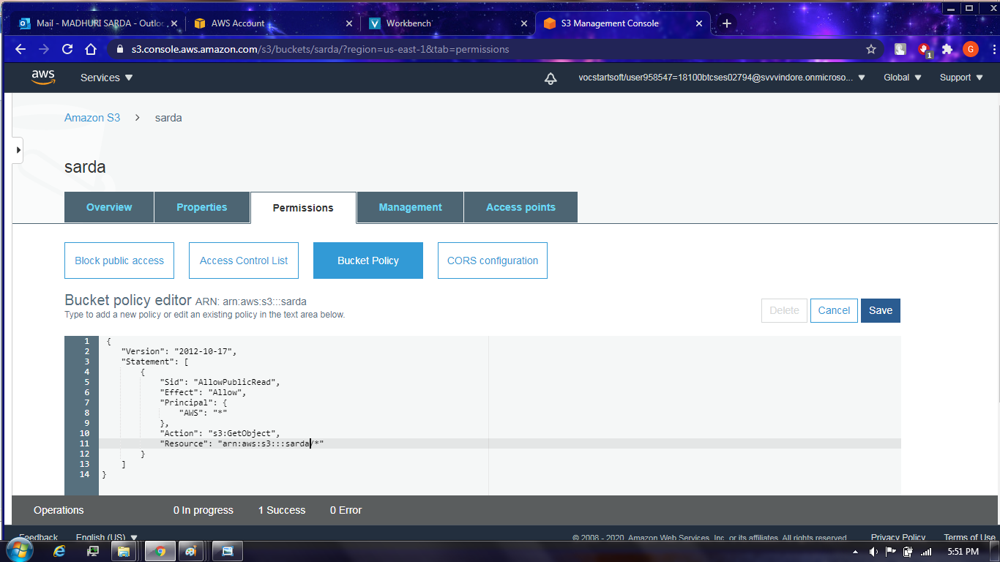 Mail - MADHURI SARDA - Outloo
AWS Account
Workbench
S3 Management Console
s3.console.aws.amazon.com/s3/buckets/sarda/?region=us-east-1&tab=permissions
1
G
aws
Services
vocstartsoft/user958547=18100btcses02794@svvvindore.onmicroso...
Global
Support
Amazon S3 > sarda
sarda
Overview
Properties
Permissions
Management
Access points
Block public access
Access Control List
Bucket Policy
CORS configuration
Bucket policy editor ARN: arn:aws:s3:::sarda
Type to add a new policy or edit an existing policy in the text area below.
Delete
Cancel
Save
1 {
2 "Version": "2012-10-17",
3 "Statement": [
4 {
5 "Sid": "AllowPublicRead",
6 "Effect": "Allow",
7 "Principal": {
8 "AWS": "*"
9 },
10 "Action": "s3:GetObject",
11 "Resource": "arn:aws:s3:::sarda/*"
12 }
13 ]
14 }
Operations
0 In progress
1 Success
0 Error
Feedback
English (US)
© 2008 - 2020, Amazon Web Services, Inc. or its affiliates. All rights reserved.
Privacy Policy
Terms of Use
5:51 PM